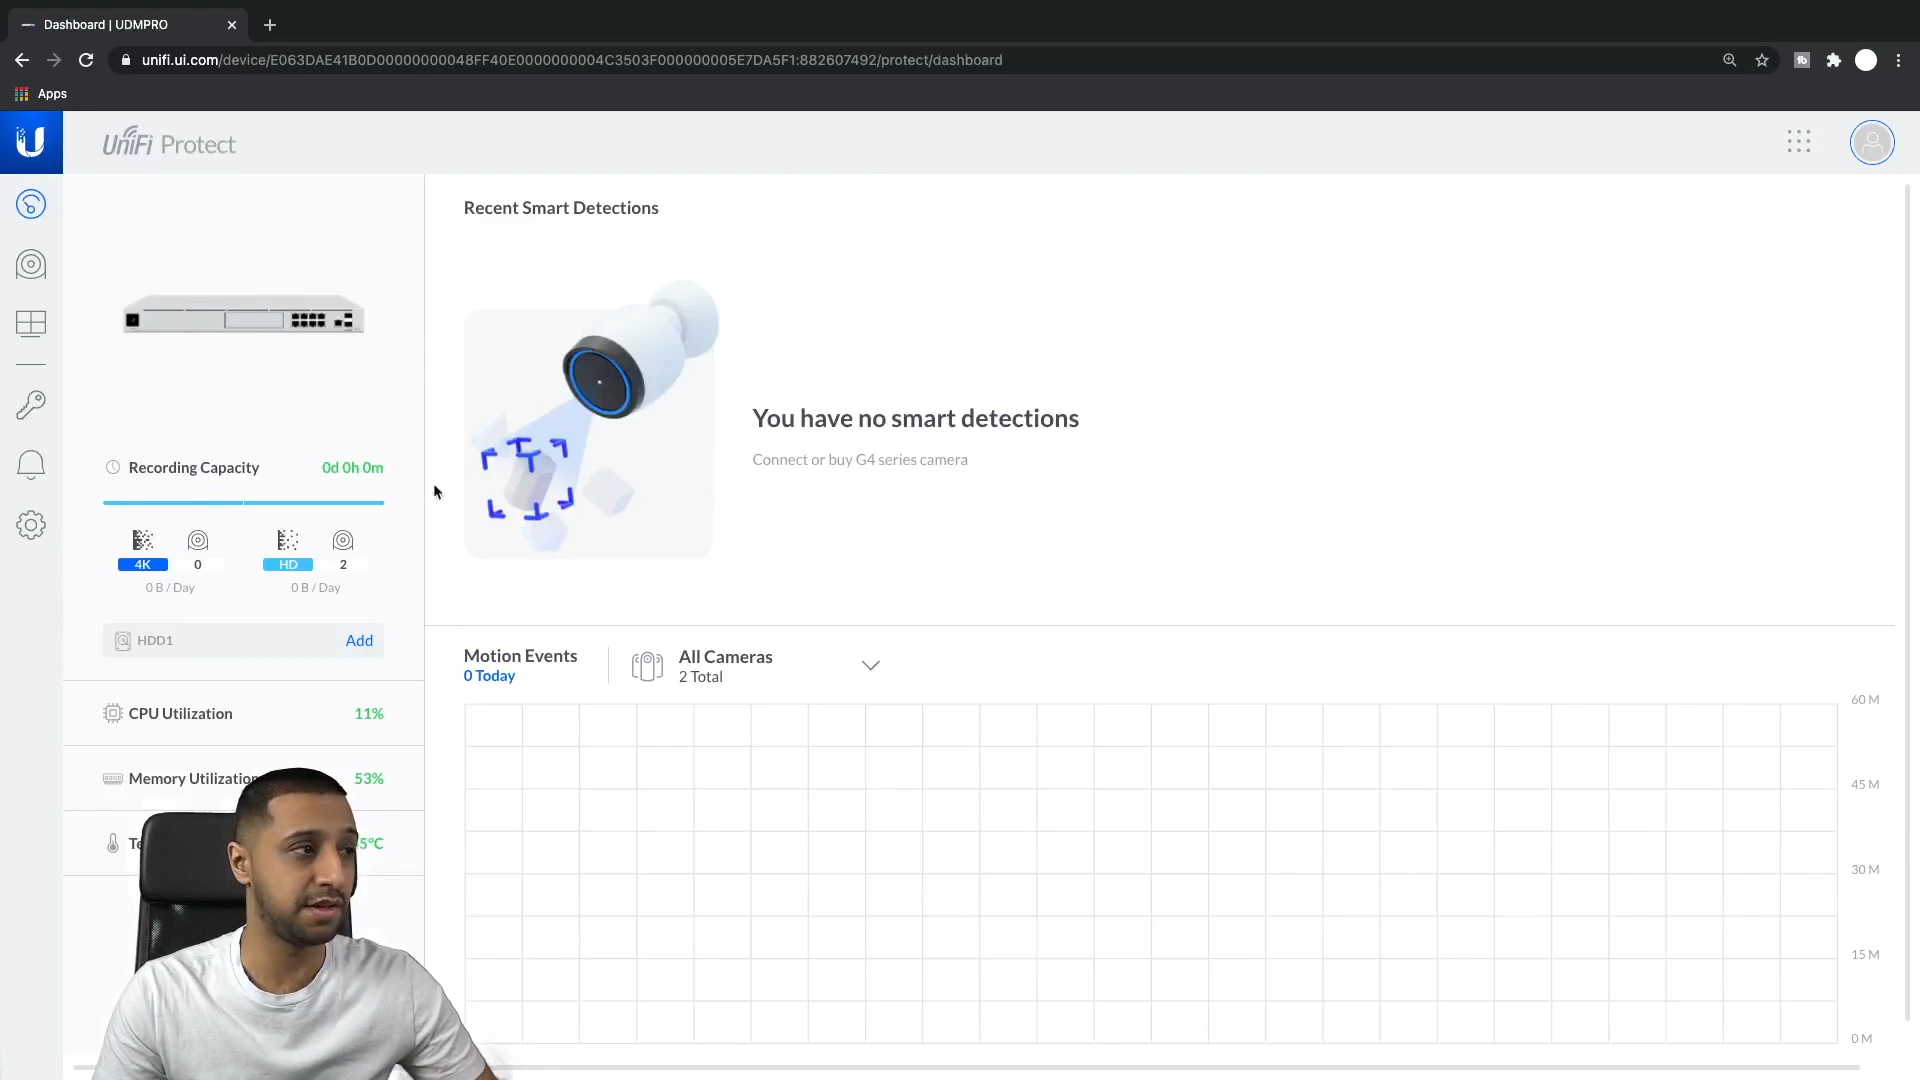 Dashboard | UDMPRO
unifi.ui.com/device/E063DAE41B0D00000000048FF40E0000000004C3503F000000005E7DA5F1:882607492/protect/dashboard
Apps
UniFi Protect
Recent Smart Detections
You have no smart detections
Connect or buy G4 series camera
Recording Capacity 0d 0h 0m
4K 0 HD 2
0 B / Day 0 B / Day
HDD1 Add
CPU Utilization 11%
Memory Utilization 53%
5°C
Motion Events
0 Today
All Cameras
2 Total
60 M
45 M
30 M
15 M
0 M